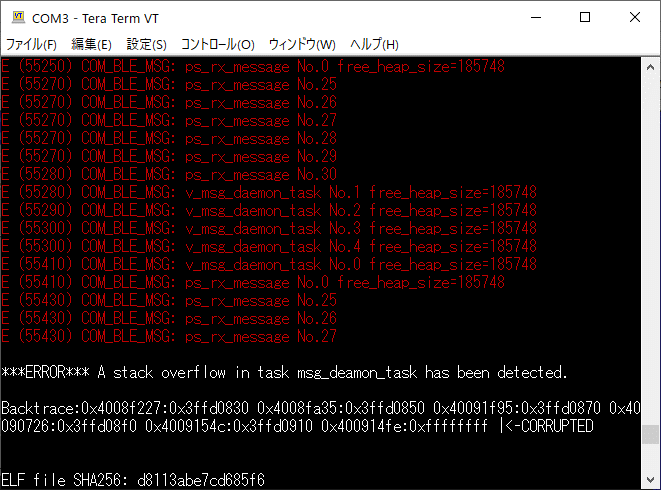 VT COM3 - Tera Term VT
ファイル(F) 編集(E) 設定(S) コントロール(O) ウィンドウ(W) ヘルプ(H)
E (55250) COM_BLE_MSG: ps_rx_message No.0 free_heap_size=185748
E (55270) COM_BLE_MSG: ps_rx_message No.25
E (55270) COM_BLE_MSG: ps_rx_message No.26
E (55270) COM_BLE_MSG: ps_rx_message No.27
E (55270) COM_BLE_MSG: ps_rx_message No.28
E (55270) COM_BLE_MSG: ps_rx_message No.29
E (55280) COM_BLE_MSG: ps_rx_message No.30
E (55280) COM_BLE_MSG: v_msg_daemon_task No.1 free_heap_size=185748
E (55290) COM_BLE_MSG: v_msg_daemon_task No.2 free_heap_size=185748
E (55300) COM_BLE_MSG: v_msg_daemon_task No.3 free_heap_size=185748
E (55300) COM_BLE_MSG: v_msg_daemon_task No.4 free_heap_size=185748
E (55410) COM_BLE_MSG: v_msg_daemon_task No.0 free_heap_size=185748
E (55410) COM_BLE_MSG: ps_rx_message No.0 free_heap_size=185748
E (55430) COM_BLE_MSG: ps_rx_message No.25
E (55430) COM_BLE_MSG: ps_rx_message No.26
E (55430) COM_BLE_MSG: ps_rx_message No.27
***ERROR*** A stack overflow in task msg_deamon_task has been detected.
Backtrace:0x4008f227:0x3ffd0830 0x4008fa35:0x3ffd0850 0x40091f95:0x3ffd0870 0x40
090726:0x3ffd08f0 0x4009154c:0x3ffd0910 0x400914fe:0xffffffff |<-CORRUPTED
ELF file SHA256: d8113abe7cd685f6